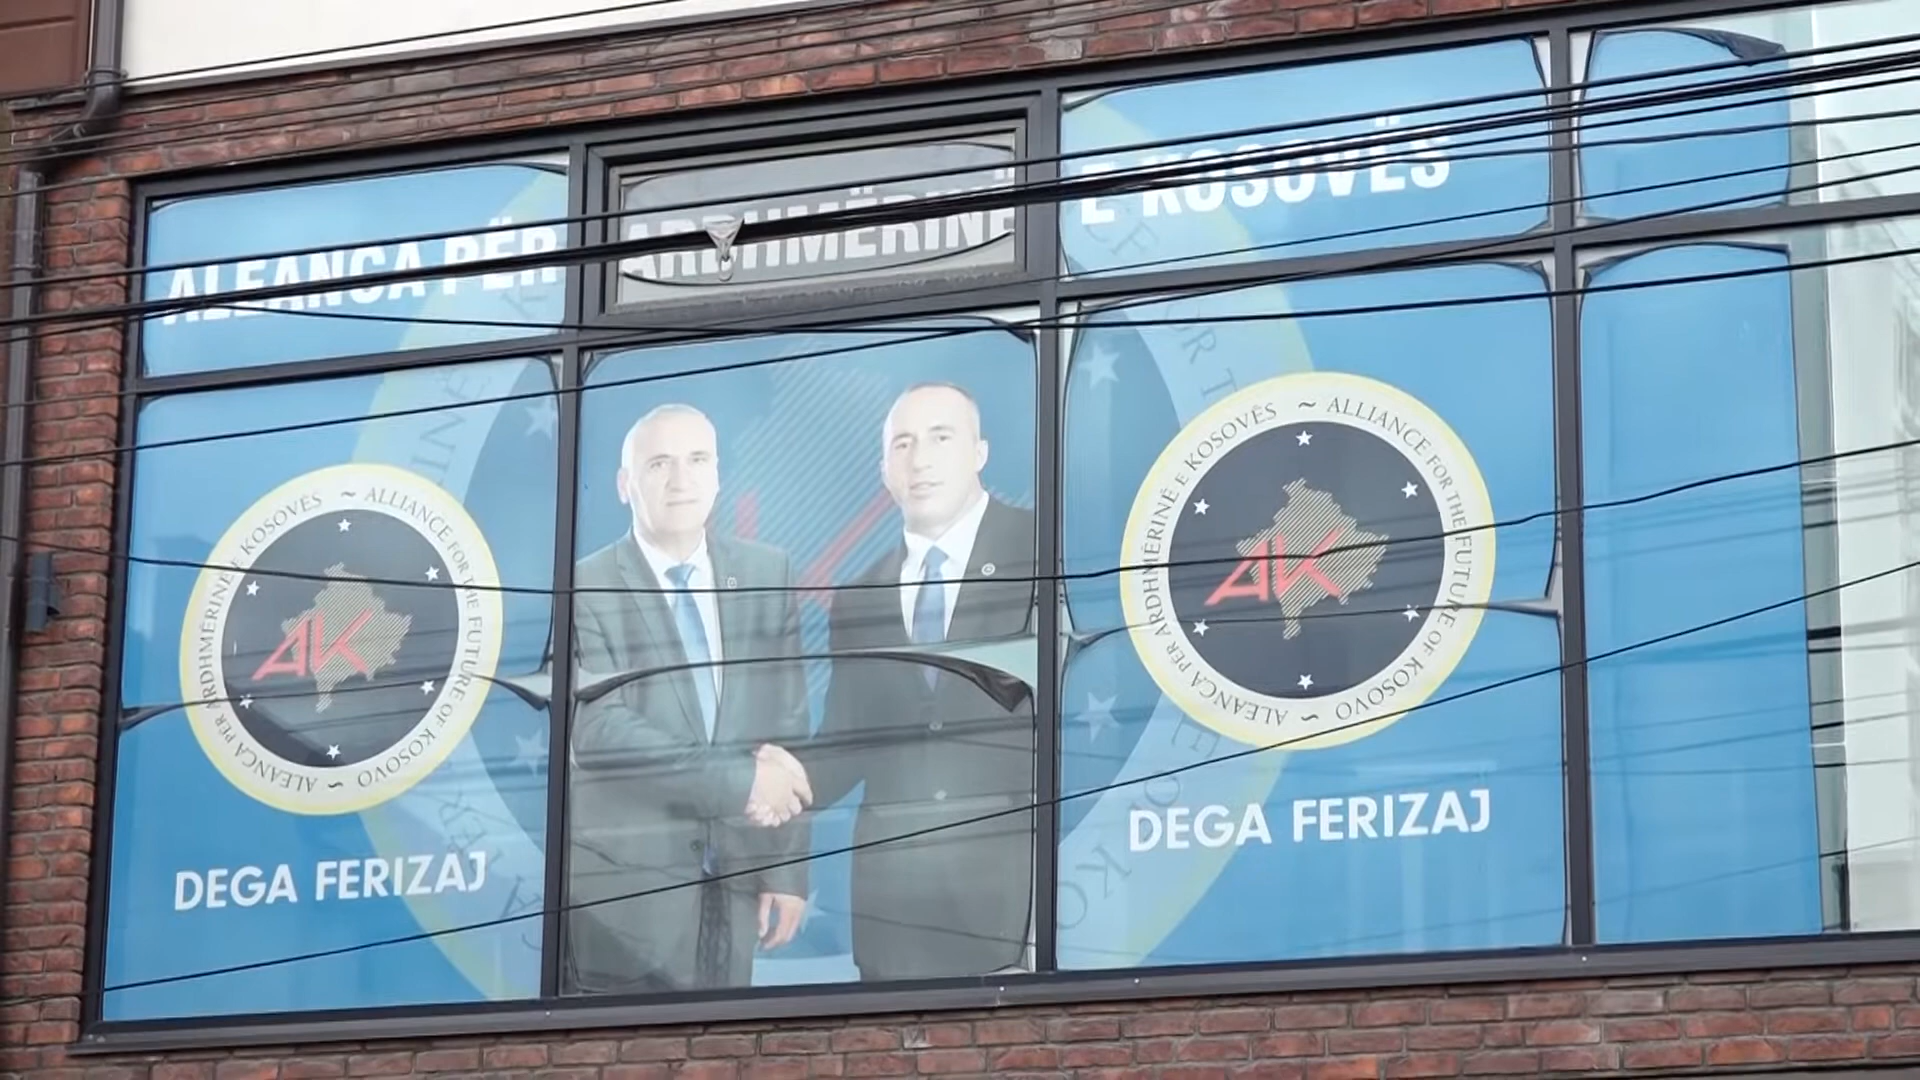 ALEANCA PËR ARDHMËRINË E KOSOVËS
ALEANCA PËR ARDHMËRINË E KOSOVËS ~ ALLIANCE FOR THE FUTURE OF KOSOVO ~
AK
DEGA FERIZAJ
ALEANCA PËR ARDHMËRINË E KOSOVËS ~ ALLIANCE FOR THE FUTURE OF KOSOVO ~
AK
DEGA FERIZAJ